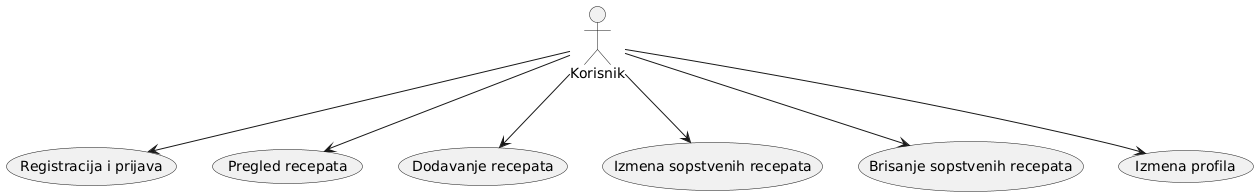 Korisnik
Registracija i prijava
Pregled recepata
Dodavanje recepata
Izmena sopstvenih recepata
Brisanje sopstvenih recepata
Izmena profila